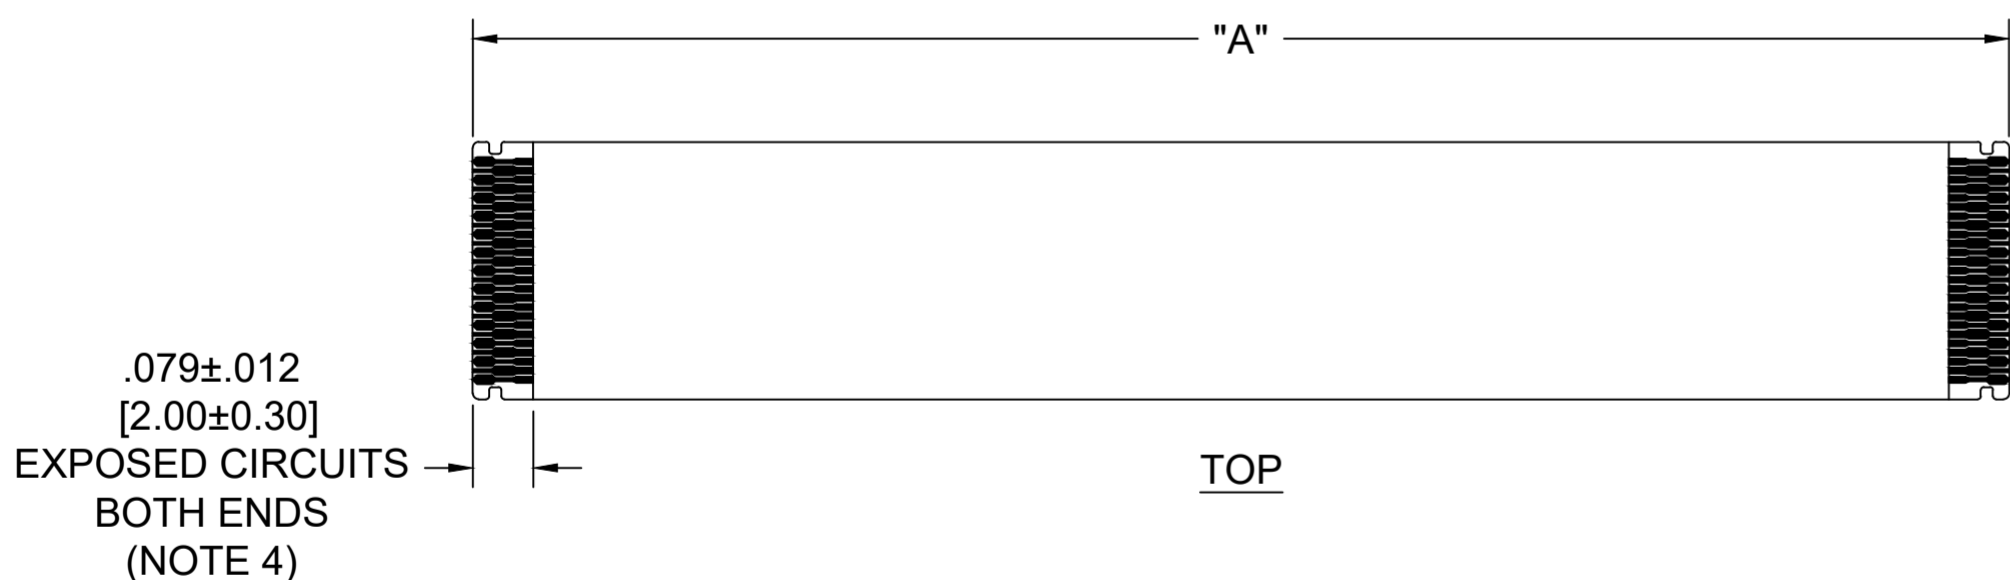 "A"
.079±.012
[2.00±0.30]
EXPOSED CIRCUITS
BOTH ENDS
(NOTE 4)
TOP